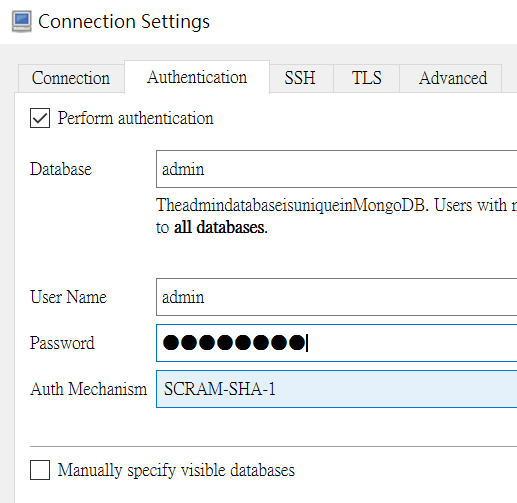 Connection Settings
Connection Authentication SSH TLS Advanced
Perform authentication
Database admin
TheadmindatabaseisuniqueinMongoDB. Users with
to all databases.
User Name admin
Password ●●●●●●●●
Auth Mechanism SCRAM-SHA-1
Manually specify visible databases